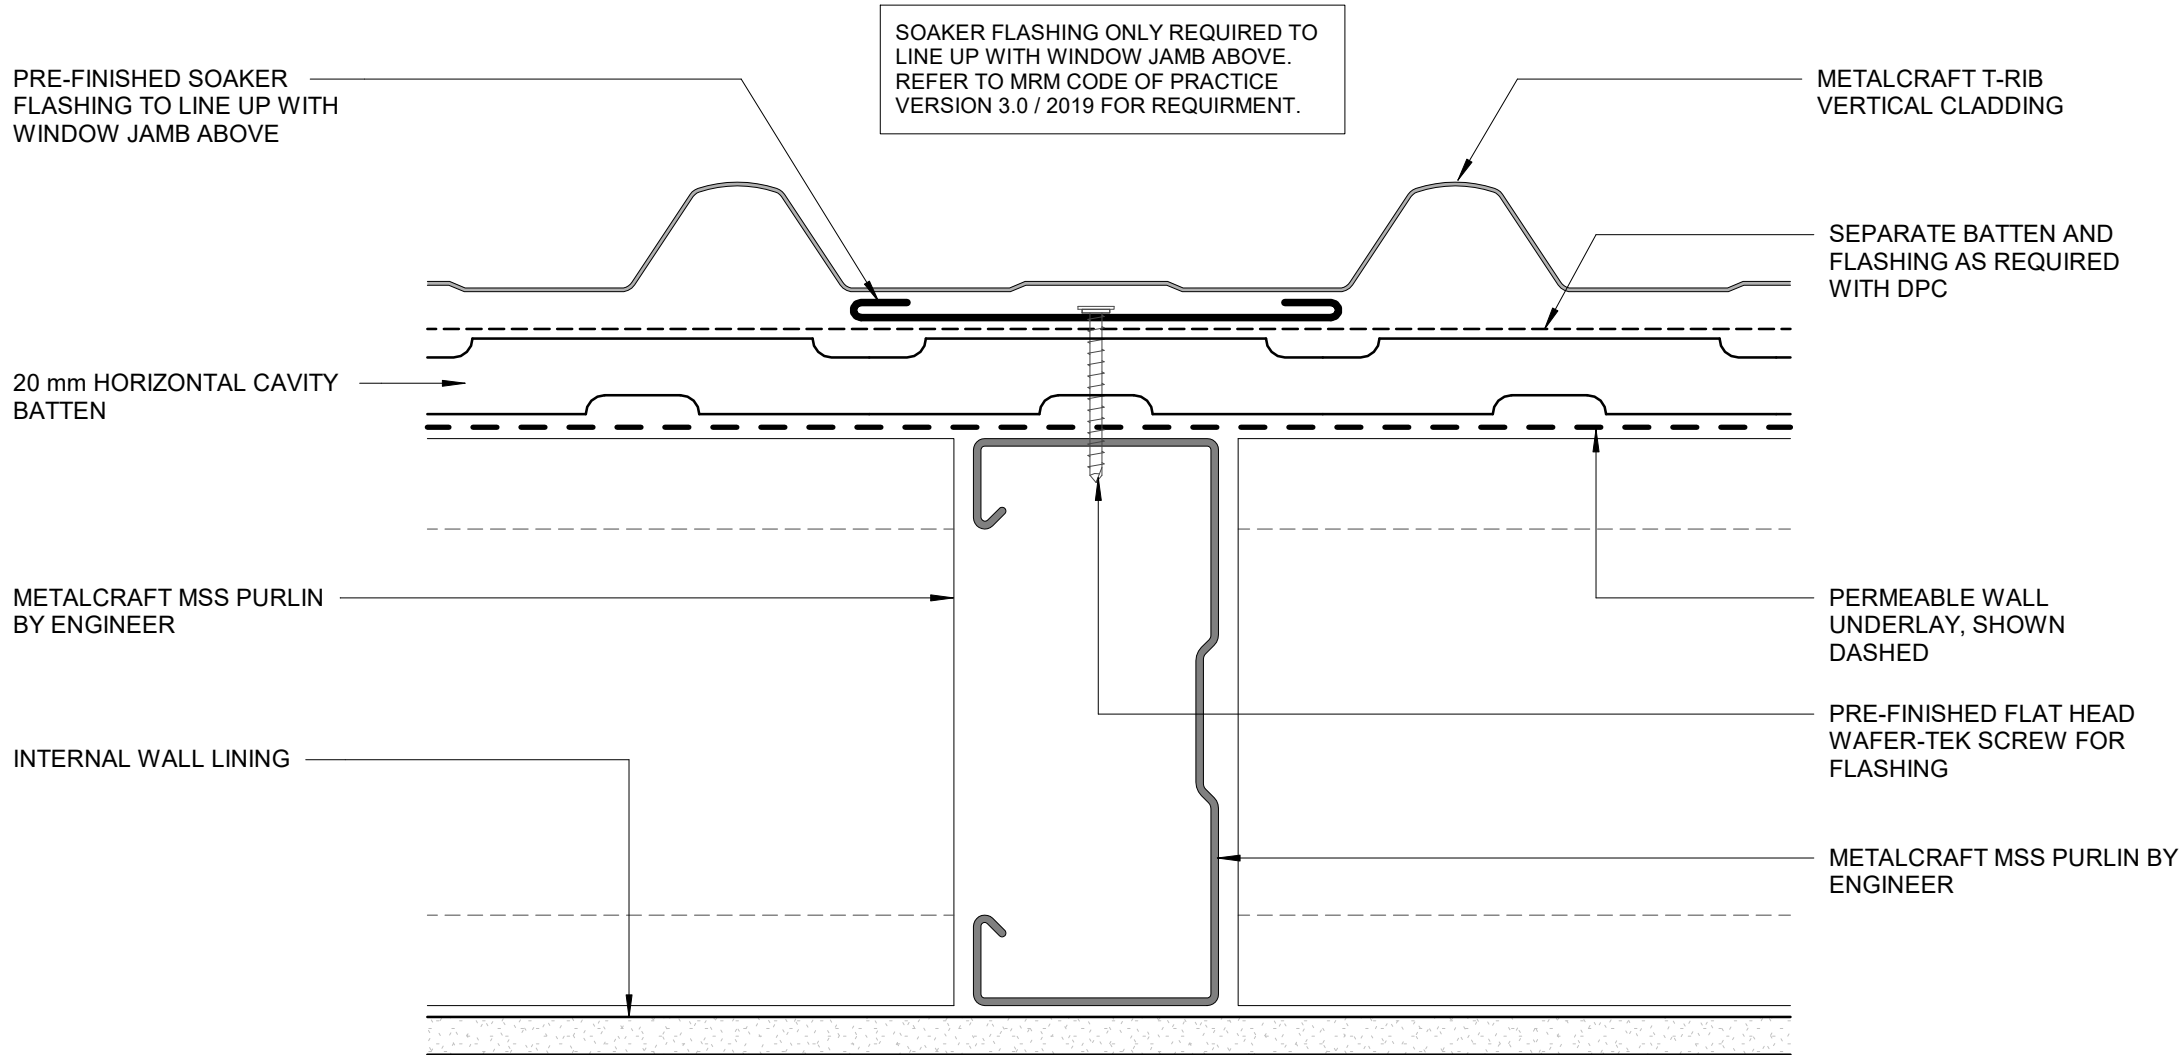 SOAKER FLASHING ONLY REQUIRED TO
LINE UP WITH WINDOW JAMB ABOVE.
REFER TO MRM CODE OF PRACTICE
VERSION 3.0 / 2019 FOR REQUIRMENT.
PRE-FINISHED SOAKER
FLASHING TO LINE UP WITH
WINDOW JAMB ABOVE
20 mm HORIZONTAL CAVITY
BATTEN
METALCRAFT MSS PURLIN
BY ENGINEER
INTERNAL WALL LINING
METALCRAFT T-RIB
VERTICAL CLADDING
SEPARATE BATTEN AND
FLASHING AS REQUIRED
WITH DPC
PERMEABLE WALL
UNDERLAY, SHOWN
DASHED
PRE-FINISHED FLAT HEAD
WAFER-TEK SCREW FOR
FLASHING
METALCRAFT MSS PURLIN BY
ENGINEER